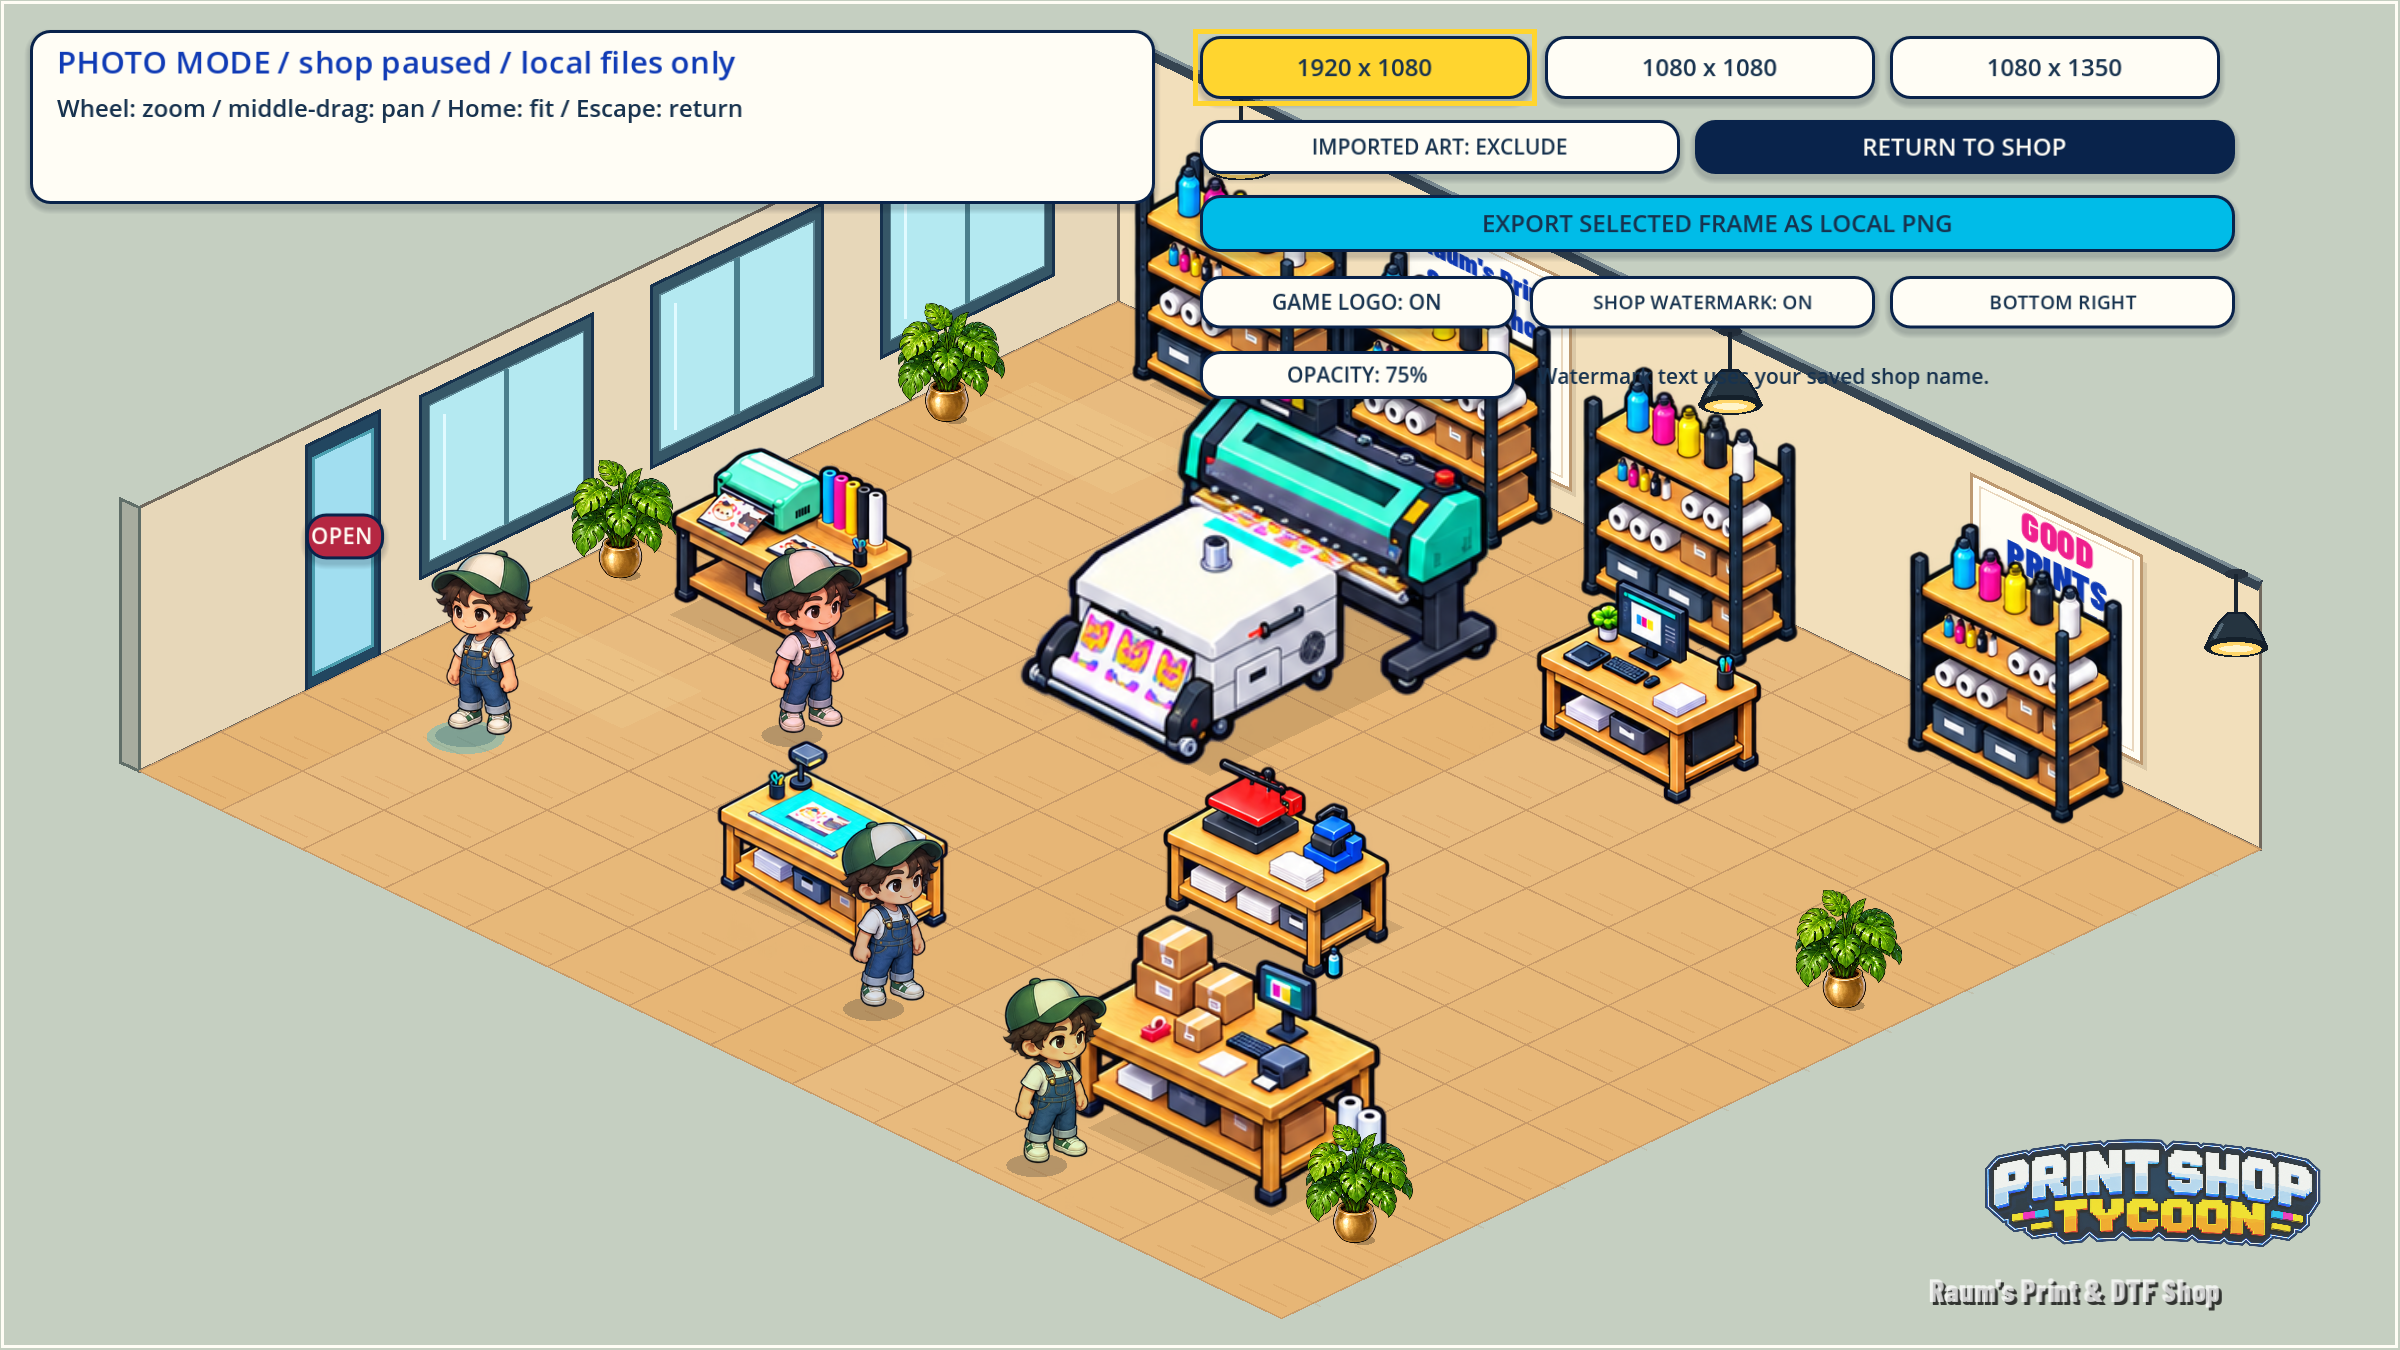 PHOTO MODE / shop paused / local files only
Wheel: zoom / middle-drag: pan / Home: fit / Escape: return
1920 x 1080
1080 x 1080
1080 x 1350
IMPORTED ART: EXCLUDE
RETURN TO SHOP
EXPORT SELECTED FRAME AS LOCAL PNG
GAME LOGO: ON
SHOP WATERMARK: ON
BOTTOM RIGHT
OPACITY: 75%
Watermark text uses your saved shop name.
OPEN
GOOD
PRINTS
PRINT SHOP
TYCOON
Raum's Print & DTF Shop